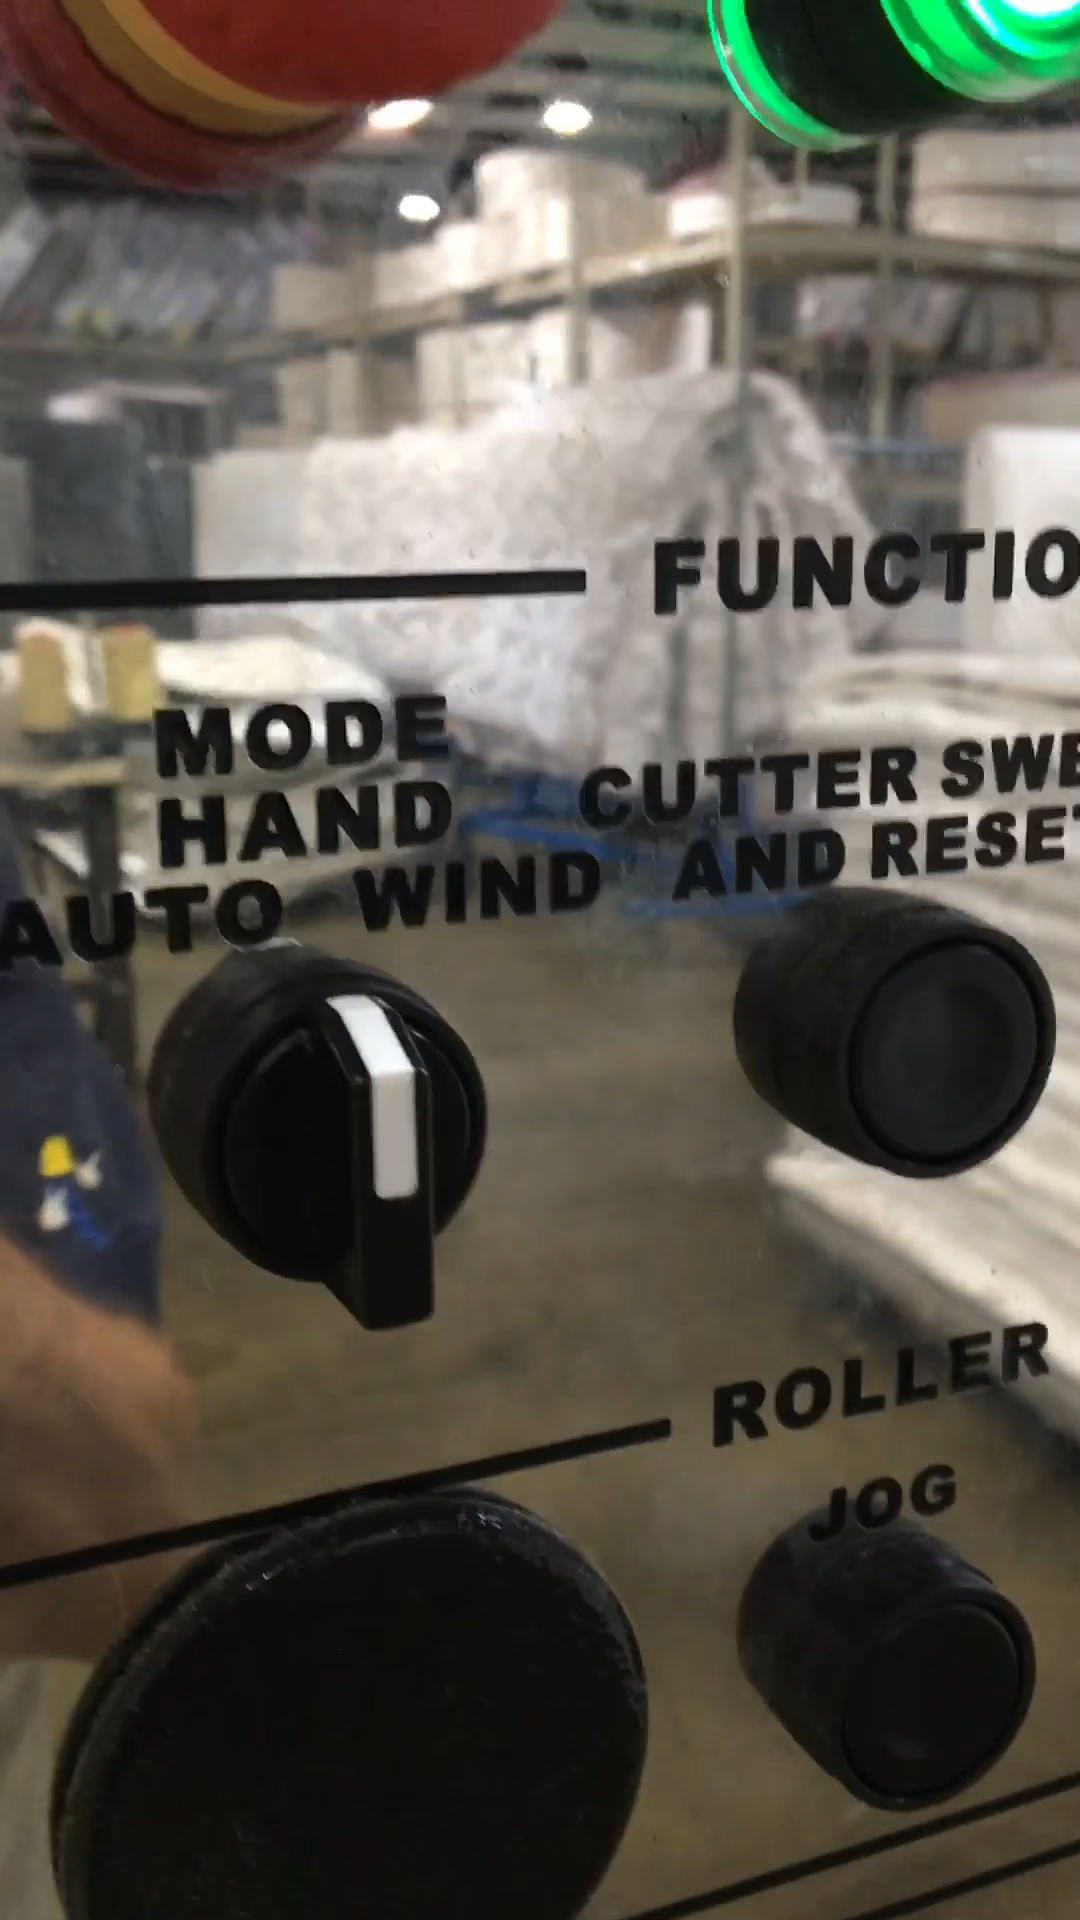 FUNCTIO
MODE
HAND
AUTO WIND
CUTTER SWE
AND RESET
ROLLER
JOG